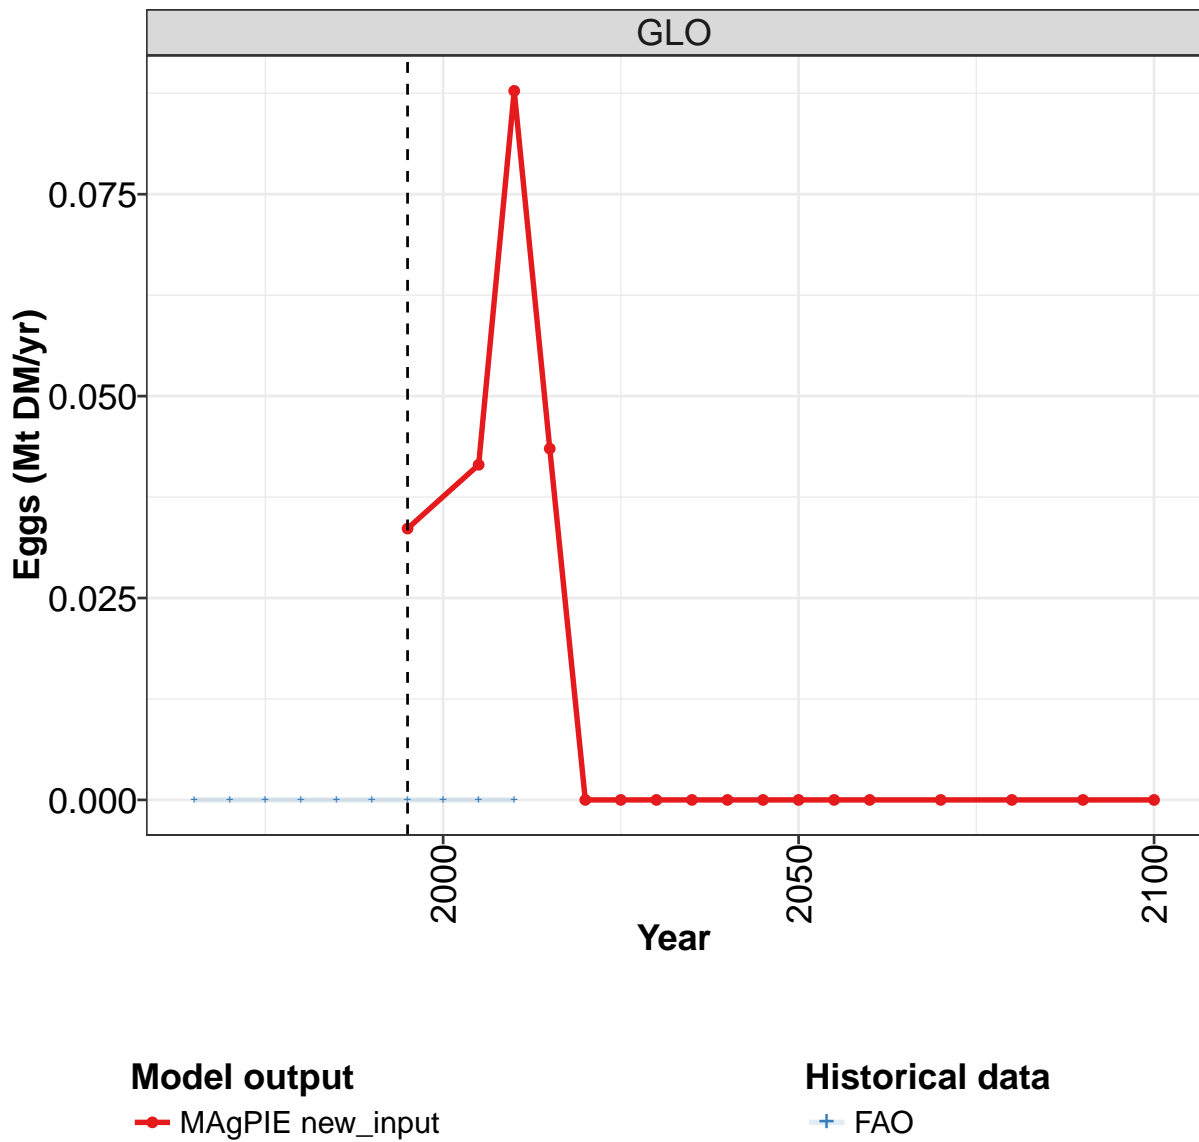 GLO
Eggs (Mt DM/yr)
0.075
0.050
0.025
0.000
2000
2050
2100
Year
Model output
MAgPIE new_input
Historical data
FAO